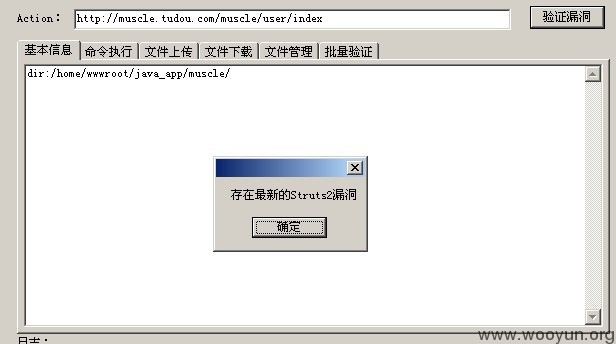 Action: http://muscle.tudou.com/muscle/user/index 验证漏洞
基本信息 命令执行 文件上传 文件下载 文件管理 批量验证
dir:/home/wwwroot/java_app/muscle/
存在最新的Struts2漏洞
确定
www.wooyun.org
日志: